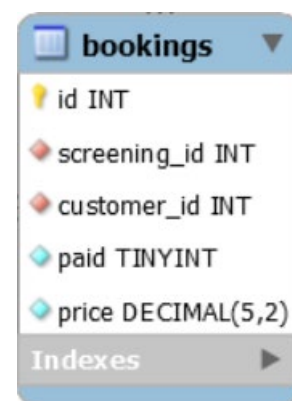 bookings
id INT
screening_id INT
customer_id INT
paid TINYINT
price DECIMAL(5,2)
Indexes